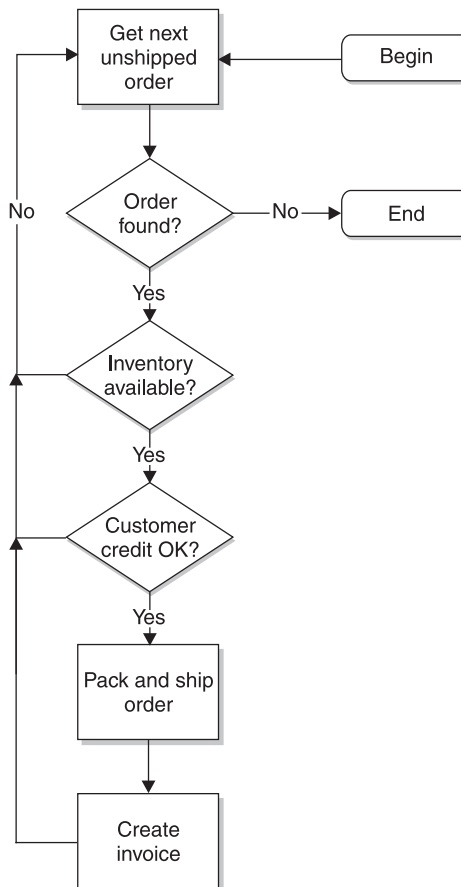 Get next
unshipped
order
Begin
Order
found?
No
No
End
Yes
Inventory
available?
Yes
Customer
credit OK?
Yes
Pack and ship
order
Create
invoice